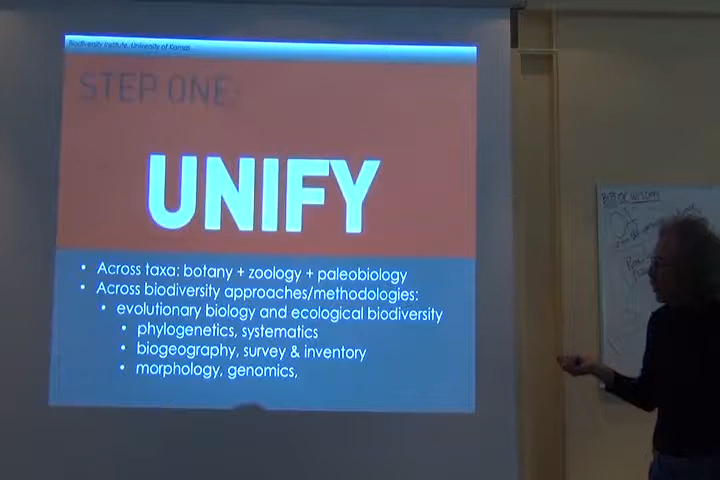 Biodiversity Institute, University of Kansas
STEP ONE:
UNIFY
• Across taxa: botany + zoology + paleobiology
• Across biodiversity approaches/methodologies:
• evolutionary biology and ecological biodiversity
• phylogenetics, systematics
• biogeography, survey & inventory
• morphology, genomics,